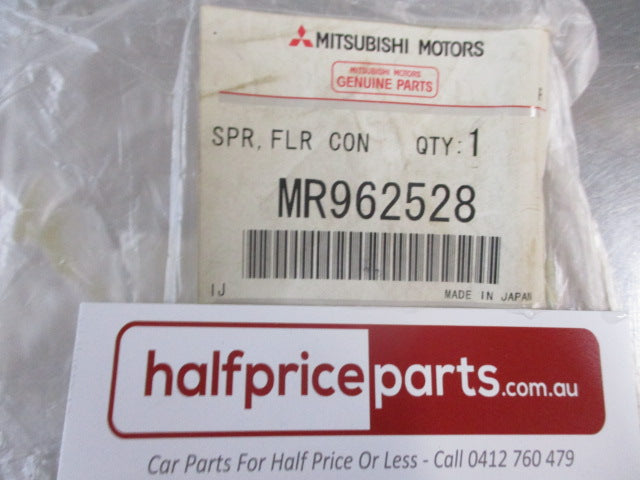 MITSUBISHI MOTORS
MITSUBISHI MOTORS
GENUINE PARTS
SPR, FLR CON QTY:1
MR962528
IJ MADE IN JAPAN
halfpriceparts.com.au
Car Parts For Half Price Or Less - Call 0412 760 479